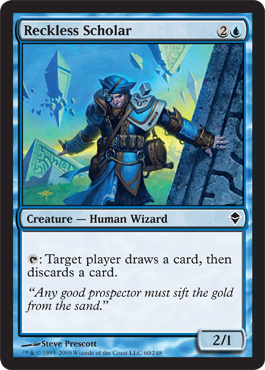 Reckless Scholar 2
Creature — Human Wizard
: Target player draws a card, then
discards a card.
“Any good prospector must sift the gold
from the sand.”
Steve Prescott
™ & © 1993–2009 Wizards of the Coast LLC 60/249
2/1